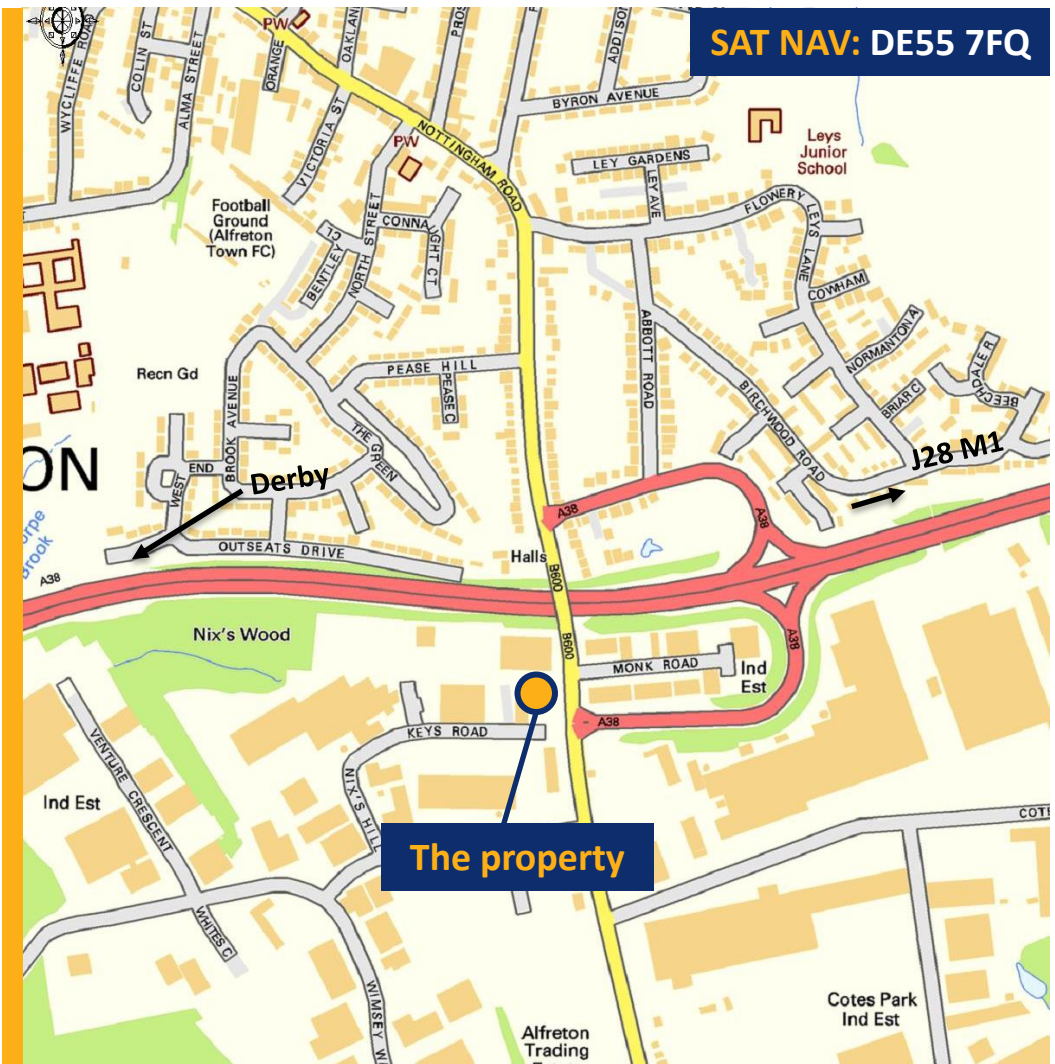 SAT NAV: DE55 7FQ
PW
ORANGE
OAKLAN
PROS
ADDISON
WYCLIFFE ROAD
COLIN ST
ALMA STREET
VICTORIA ST
BYRON AVENUE
NOTTINGHAM ROAD
PW
Leys
Junior
School
LEY GARDENS
LEY AVE
FLOWERY LEYS LANE
Football
Ground
(Alfreton
Town FC)
CONNAUGHT CT
BENTLEY CL
NORTH STREET
COWHAM
NORMANTON A
BEECHDALE R
BRIAR C
ABBOTT ROAD
BIRCHWOOD ROAD
PEASE HILL
PEASE C
Recn Gd
BROOK AVENUE
THE GREEN
WEST END
ON
Derby
J28 M1
OUTSEATS DRIVE
orpe
Brook
A38
A38
A38
Halls
B600
B600
Nix's Wood
MONK ROAD
Ind
Est
A38
A38
KEYS ROAD
NIX'S HILL
VENTURE CRESCENT
Ind Est
COTE
The property
WHITES C
WIMSEY W
Cotes Park
Ind Est
Alfreton
Trading